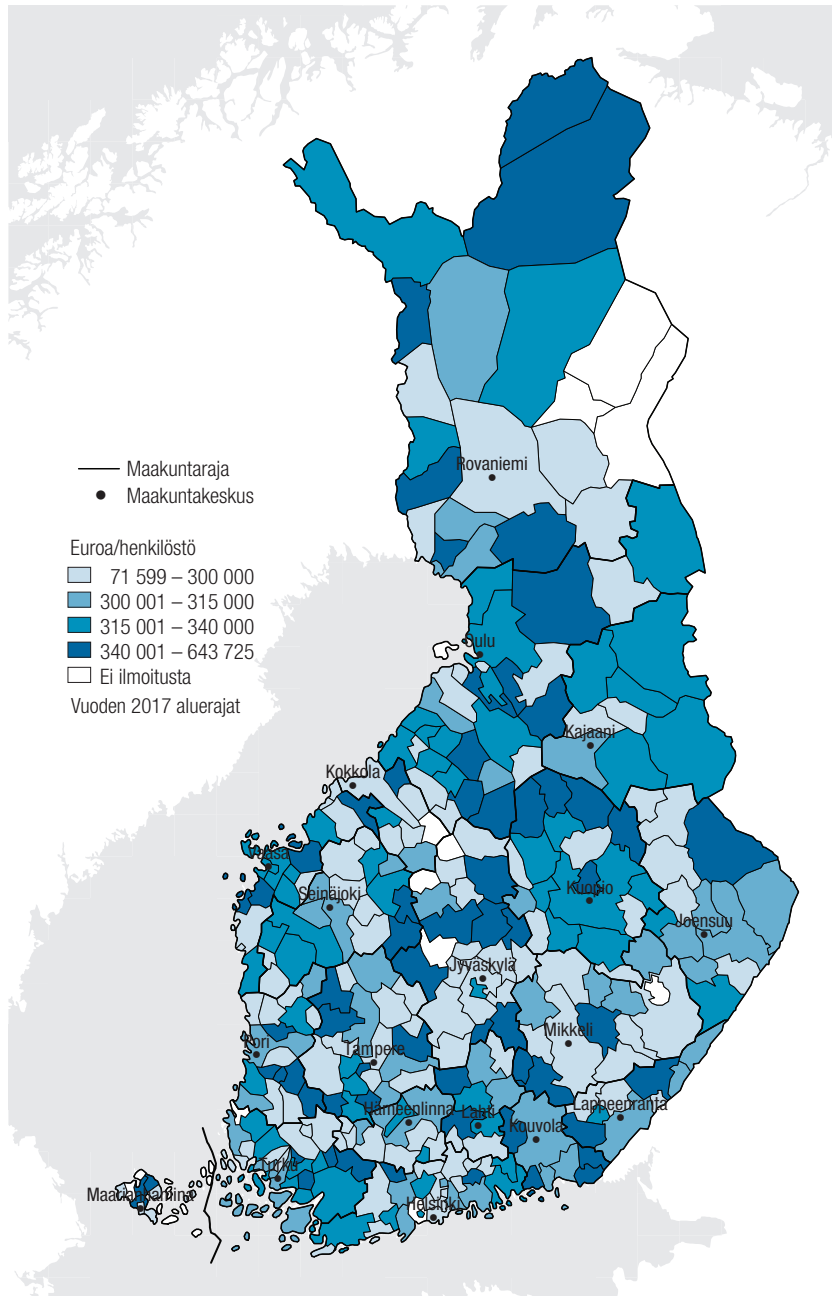 Rovaniemi
Maakuntaraja
Maakuntakeskus
Euroa/henkilöstö
71 599 – 300 000
300 001 – 315 000
315 001 – 340 000
340 001 – 643 725
Ei ilmoitusta
Vuoden 2017 aluerajat
Oulu
Kajaani
Kokkola
Vaasa
Seinäjoki
Kuopio
Joensuu
Jyväskylä
Mikkeli
Pori
Tampere
Hämeenlinna
Lahti
Lappeenranta
Kouvola
Turku
Maarianhamina
Helsinki